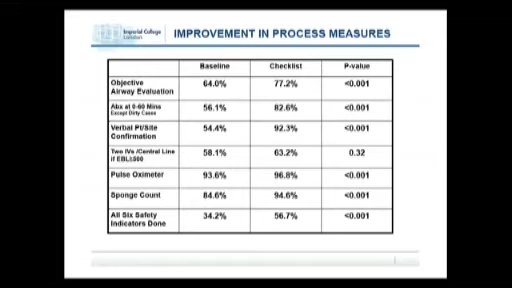 Imperial College
London
IMPROVEMENT IN PROCESS MEASURES
Baseline Checklist P-value
Objective
Airway Evaluation 64.0% 77.2% <0.001
Abx at 0-60 Mins
Except Dirty Cases 56.1% 82.6% <0.001
Verbal Pt/Site
Confirmation 54.4% 92.3% <0.001
Two IVs /Central Line
if EBL≥500 58.1% 63.2% 0.32
Pulse Oximeter 93.6% 96.8% <0.001
Sponge Count 84.6% 94.6% <0.001
All Six Safety
Indicators Done 34.2% 56.7% <0.001